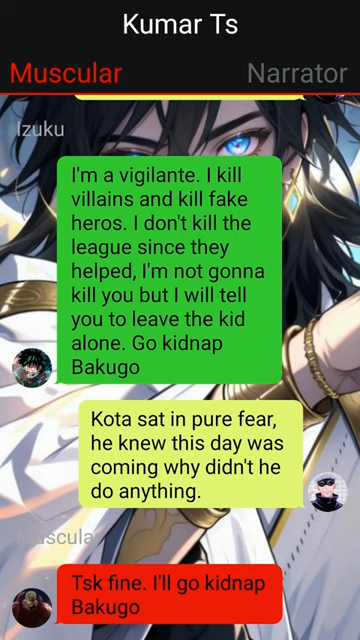 Kumar Ts
Muscular Narrator
Izuku
I'm a vigilante. I kill
villains and kill fake
heros. I don't kill the
league since they
helped, I'm not gonna
kill you but I will tell
you to leave the kid
alone. Go kidnap
Bakugo
Kota sat in pure fear,
he knew this day was
coming why didn't he
do anything.
Muscular
Tsk fine. I'll go kidnap
Bakugo